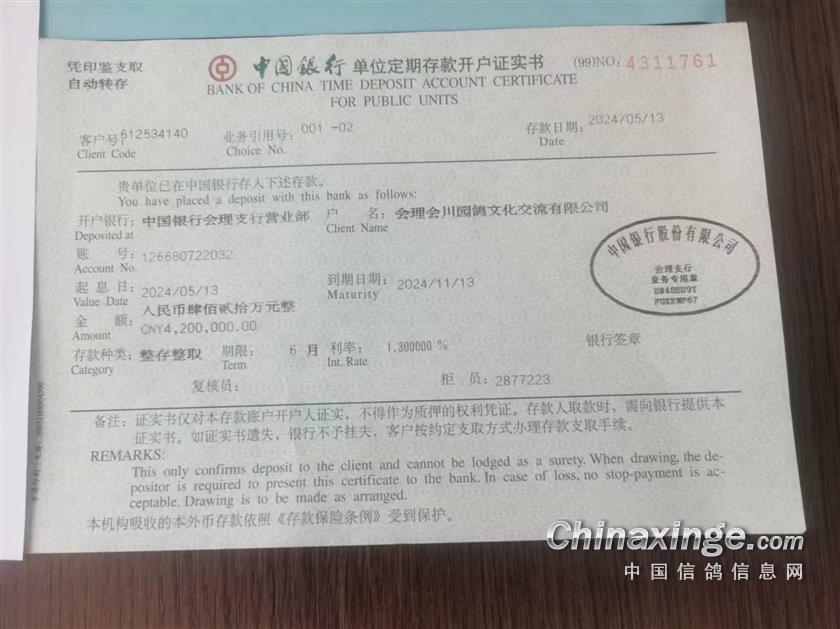 凭印鉴支取
自动转存
中国银行 单位定期存款开户证实书 (99)NO: 4311761
BANK OF CHINA TIME DEPOSIT ACCOUNT CERTIFICATE
FOR PUBLIC UNITS
客户号: 612534140 业务引用号: 001 -02 存款日期: 2024/05/13
Client Code Choice No. Date
贵单位已在中国银行存入下述存款。
You have placed a deposit with this bank as follows:
开户银行: 中国银行会理支行营业部 户 名: 会理会川园鸽文化交流有限公司
Deposited at Client Name
账 号: 126680722032
Account No.
起 息 日: 2024/05/13 到期日期: 2024/11/13
Value Date Maturity
人民币肆佰贰拾万元整
金 额: CNY4,200,000.00
Amount
存款种类: 整存整取 期限: 6 月 利率: 1.300000 %
Category Term Int. Rate
中国银行股份有限公司
会理支行
业务专用章
银行签章
复核员: 柜 员: 2877223
备注: 证实书仅对本存款账户开户人证实，不得作为质押的权利凭证。存款人取款时，需向银行提供本
证实书。如证实书遗失，银行不予挂失，客户按约定支取方式办理存款支取手续。
REMARKS:
This only confirms deposit to the client and cannot be lodged as a surety. When drawing, the de-
positor is required to present this certificate to the bank. In case of loss, no stop-payment is ac-
ceptable. Drawing is to be made as arranged.
本机构吸收的本外币存款依照《存款保险条例》受到保护。
Chinaxinge.com
中国信鸽信息网